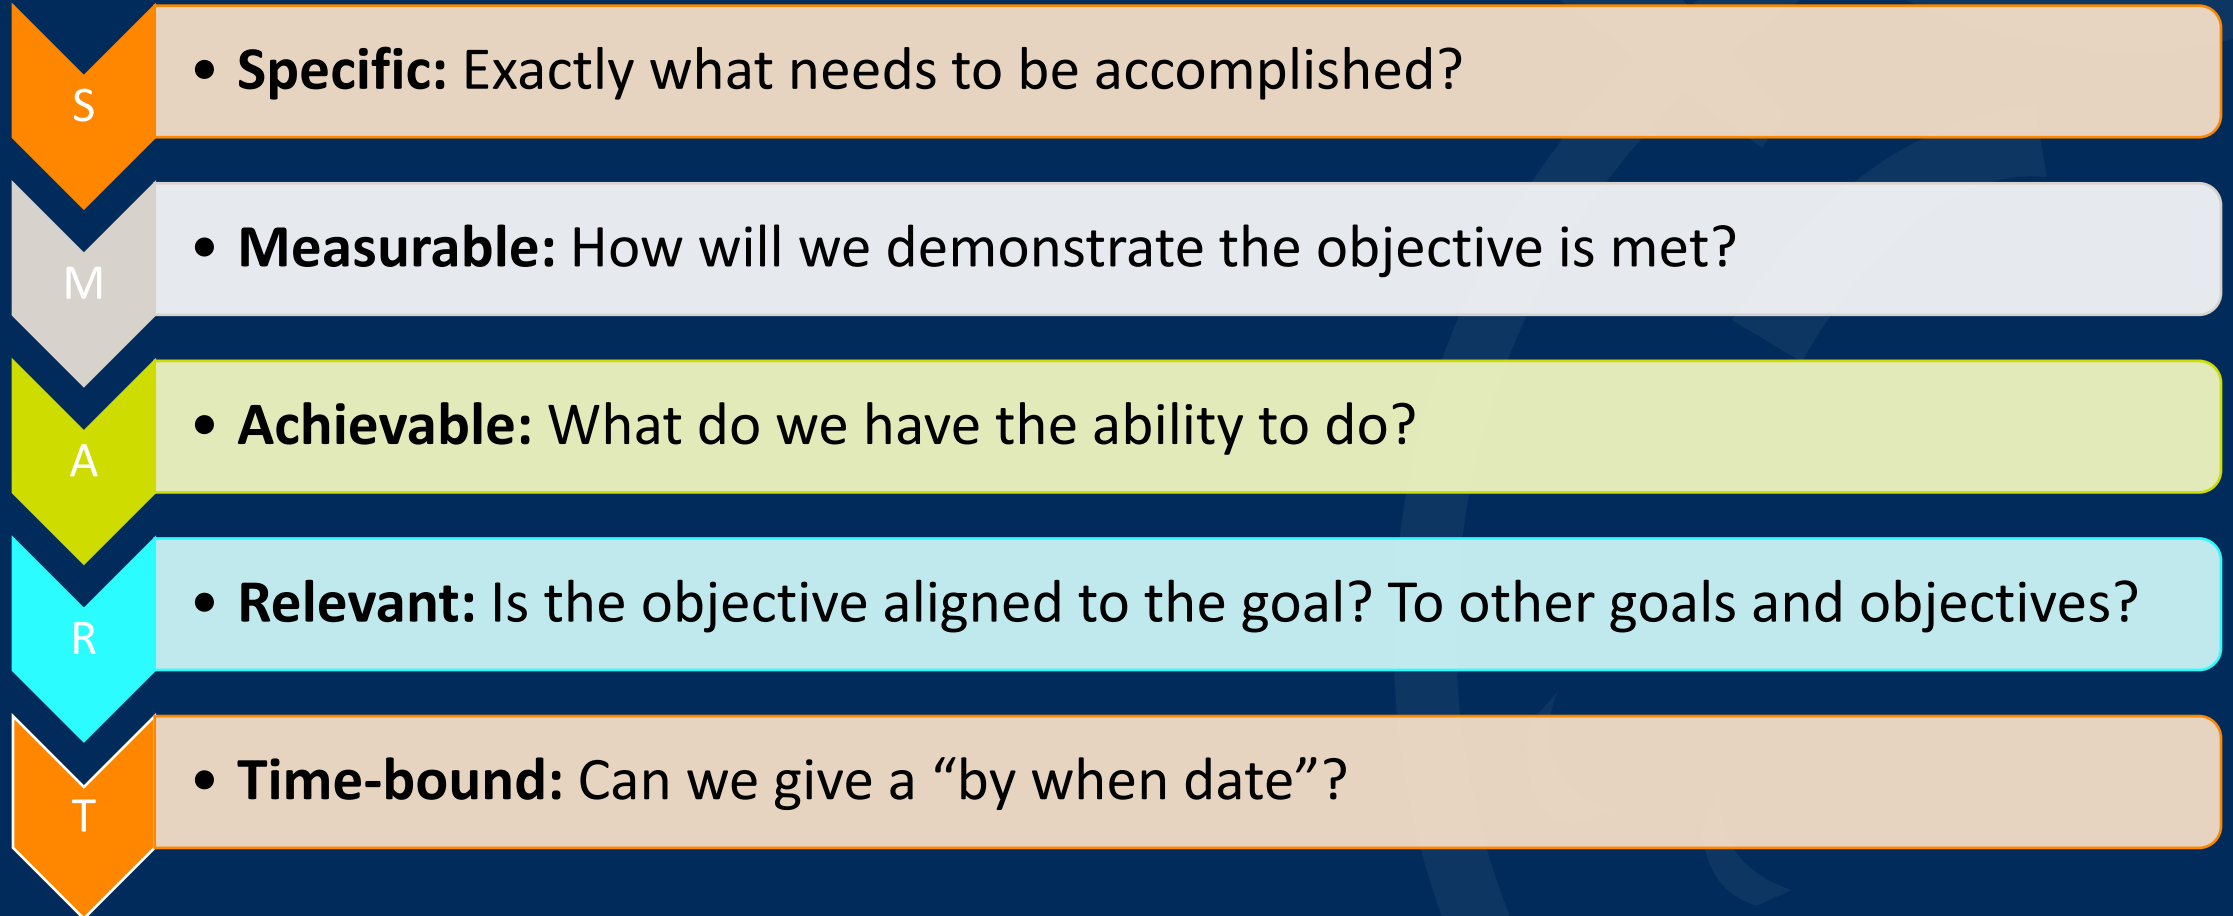 S
• Specific: Exactly what needs to be accomplished?
M
• Measurable: How will we demonstrate the objective is met?
A
• Achievable: What do we have the ability to do?
R
• Relevant: Is the objective aligned to the goal? To other goals and objectives?
T
• Time-bound: Can we give a “by when date”?